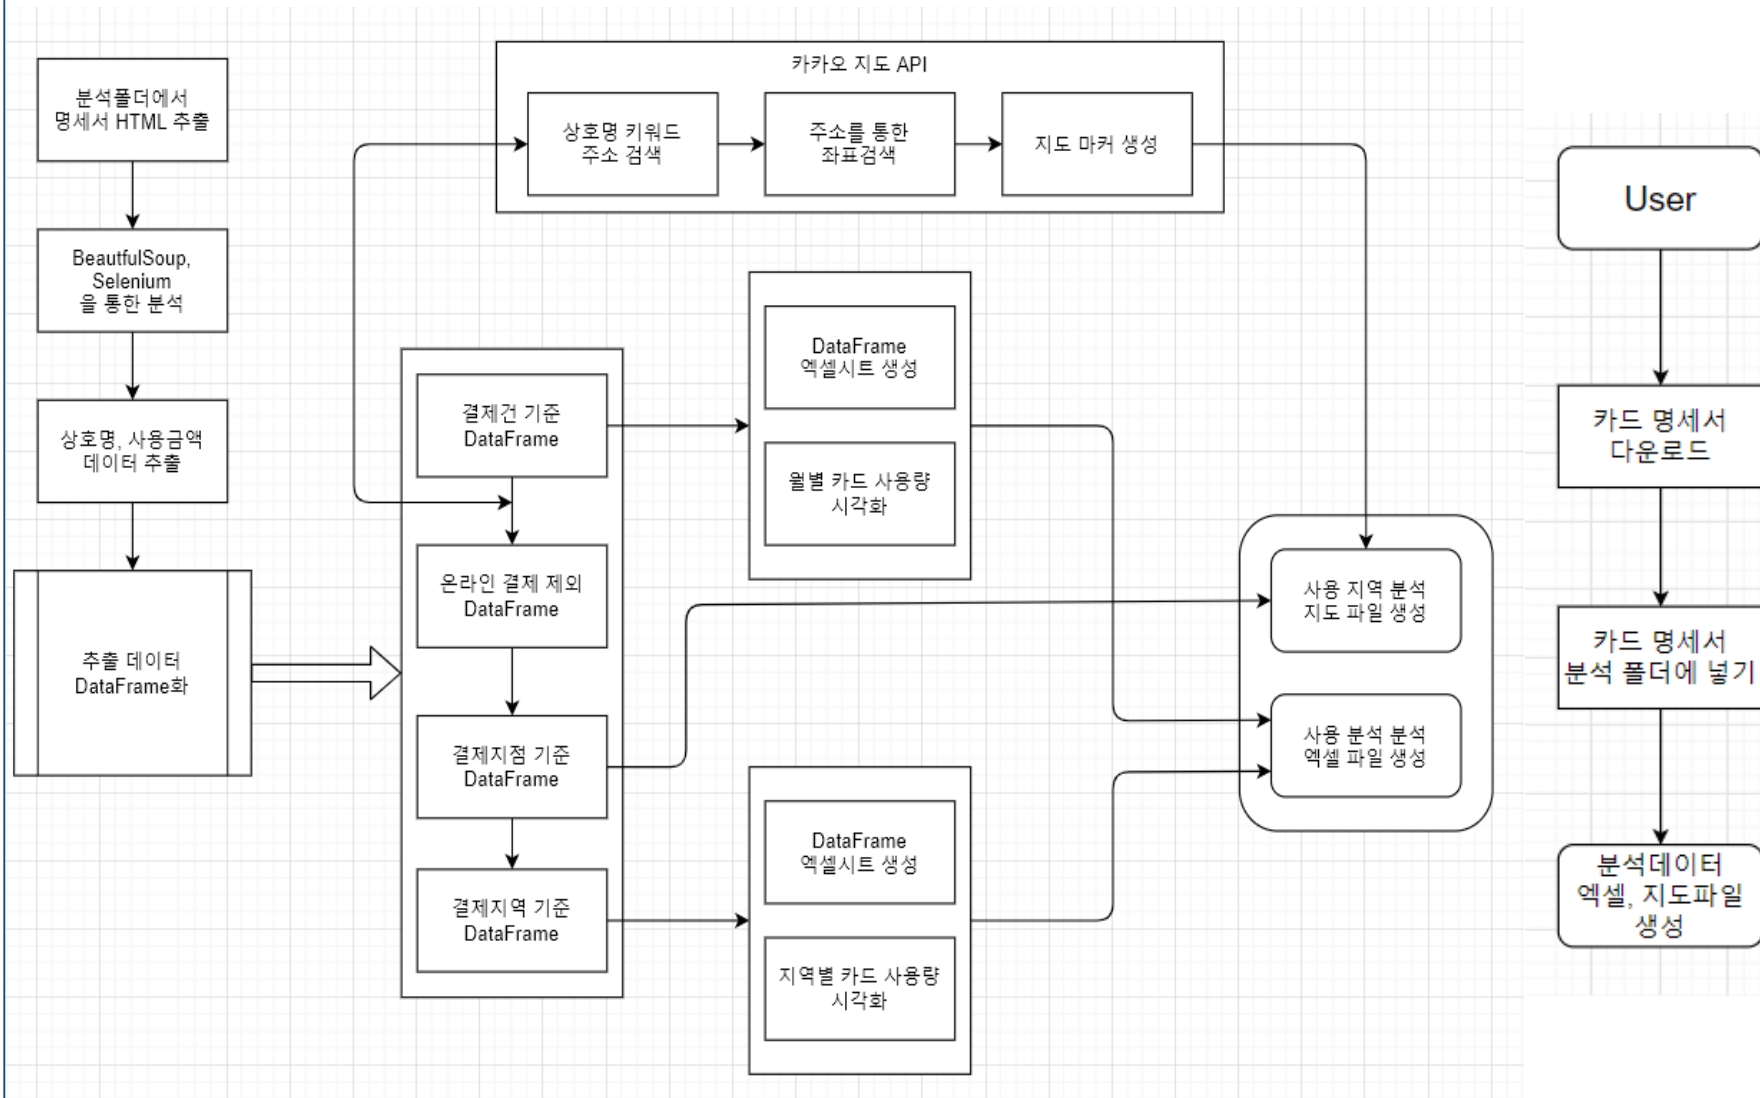 분석폴더에서
명세서 HTML 추출
BeautfulSoup,
Selenium
을 통한 분석
상호명, 사용금액
데이터 추출
추출 데이터
DataFrame화
카카오 지도 API
상호명 키워드
주소 검색
주소를 통한
좌표검색
지도 마커 생성
결제건 기준
DataFrame
온라인 결제 제외
DataFrame
결제지점 기준
DataFrame
결제지역 기준
DataFrame
DataFrame
엑셀시트 생성
월별 카드 사용량
시각화
DataFrame
엑셀시트 생성
지역별 카드 사용량
시각화
사용 지역 분석
지도 파일 생성
사용 분석 분석
엑셀 파일 생성
User
카드 명세서
다운로드
카드 명세서
분석 폴더에 넣기
분석데이터
엑셀, 지도파일
생성